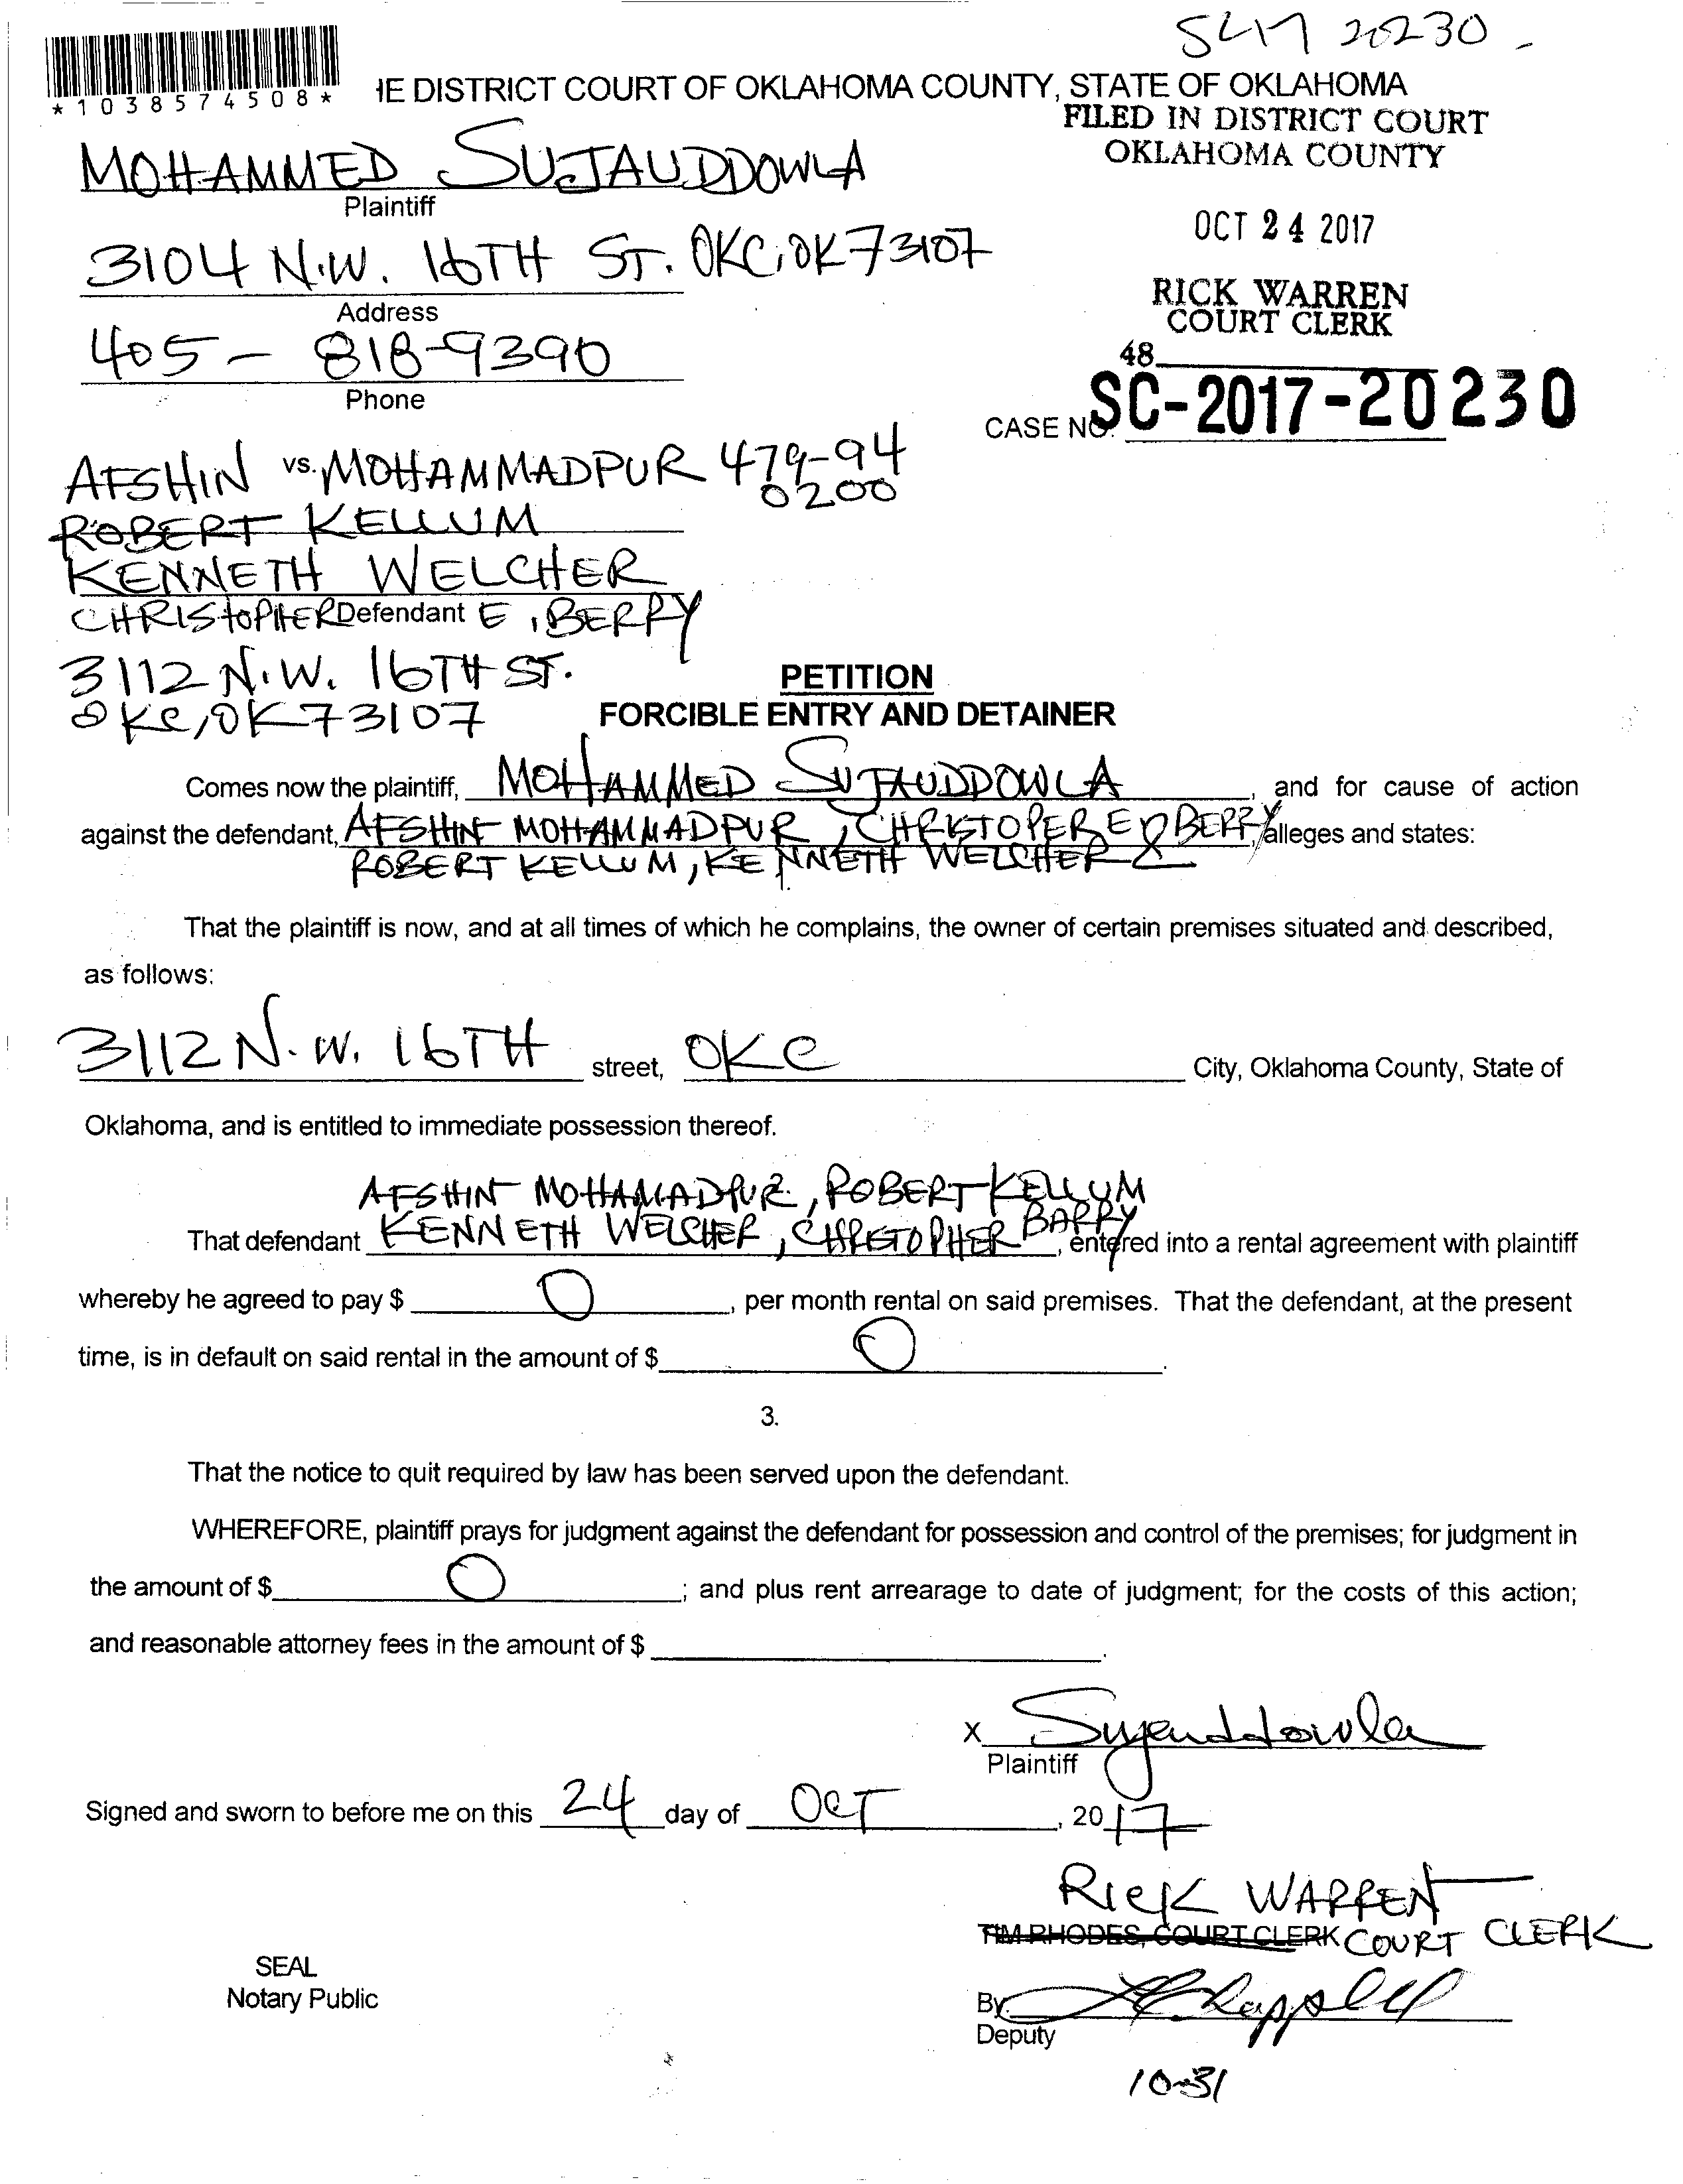 SC-17 20230
*1038574508*
HE DISTRICT COURT OF OKLAHOMA COUNTY, STATE OF OKLAHOMA
FILED IN DISTRICT COURT
OKLAHOMA COUNTY
MOHAMMED SUJAUDDOWLA
Plaintiff
OCT 24 2017
3104 N.W. 16TH ST. OKC, OK 73107
Address
RICK WARREN
COURT CLERK
405-818-9390
Phone
48
CASE NO. SC-2017-20230
AFSHIN vs. MOHAMMADPUR 479-94
0200
ROBERT KELLUM
KENNETH WELCHER
CHRISTOPHER Defendant E, BERRY
3112 N.W. 16TH ST.
OKC, OK 73107
PETITION
FORCIBLE ENTRY AND DETAINER
Comes now the plaintiff, MOHAMMED SUJAUDDOWLA, and for cause of action
against the defendant, AFSHIN MOHAMMADPUR, CHRISTOPER E BERRY, alleges and states:
ROBERT KELLUM, KENNETH WELCHER &
That the plaintiff is now, and at all times of which he complains, the owner of certain premises situated and described,
as follows:
3112 N.W. 16TH street, OKC City, Oklahoma County, State of
Oklahoma, and is entitled to immediate possession thereof.
AFSHIN MOHAMADPUR, ROBERT KELLUM
That defendant KENNETH WELCHER, CHRISTOPHER BARRY, entered into a rental agreement with plaintiff
whereby he agreed to pay $ 0, per month rental on said premises. That the defendant, at the present
time, is in default on said rental in the amount of $ 0.
3.
That the notice to quit required by law has been served upon the defendant.
WHEREFORE, plaintiff prays for judgment against the defendant for possession and control of the premises; for judgment in
the amount of $ 0; and plus rent arrearage to date of judgment; for the costs of this action;
and reasonable attorney fees in the amount of $.
X Sujauddowla
Plaintiff
Signed and sworn to before me on this 24 day of OCT, 2017
RICK WARREN
TIM RHODES, COURT CLERK COURT CLERK
SEAL
Notary Public
By: Chappell
Deputy
10-31